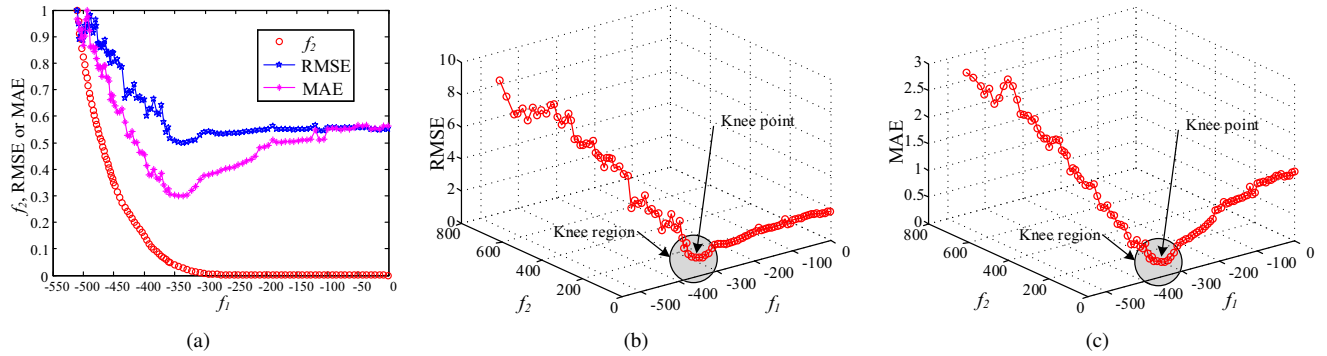 1
0.9
0.8
0.7
0.6
0.5
0.4
0.3
0.2
0.1
0
f2, RMSE or MAE
f2
RMSE
MAE
-550 -500 -450 -400 -350 -300 -250 -200 -150 -100 -50 0
f1
(a)
10
8
6
4
2
0
RMSE
Knee point
Knee region
800
600
400
200
0
f2
-500
-400
-300
-200
-100
0
f1
(b)
3
2.5
2
1.5
1
0.5
0
MAE
Knee point
Knee region
800
600
400
200
0
f2
-500
-400
-300
-200
-100
0
f1
(c)